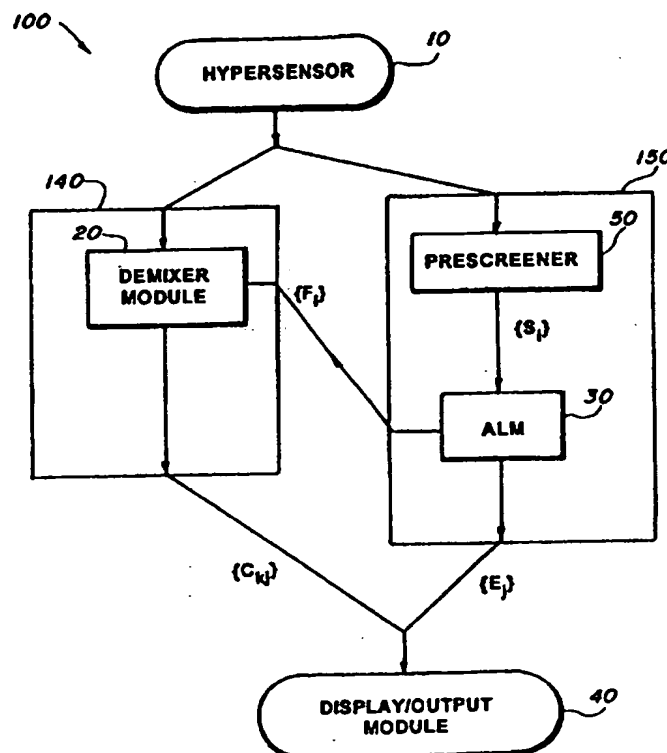 100
10
HYPERSENSOR
140
150
20
50
DEMIXER
MODULE
PRESCREENER
{Fi}
{Si}
30
ALM
{Ckj}
{Ej}
DISPLAY/OUTPUT
MODULE
40